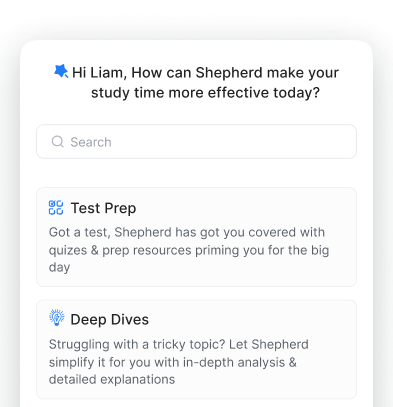 Hi Liam, How can Shepherd make your
study time more effective today?
Search
Test Prep
Got a test, Shepherd has got you covered with
quizes & prep resources priming you for the big
day
Deep Dives
Struggling with a tricky topic? Let Shepherd
simplify it for you with in-depth analysis &
detailed explanations